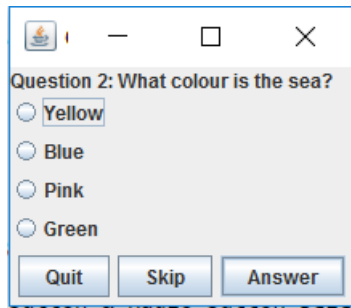 Question 2: What colour is the sea?
Yellow
Blue
Pink
Green
Quit Skip Answer